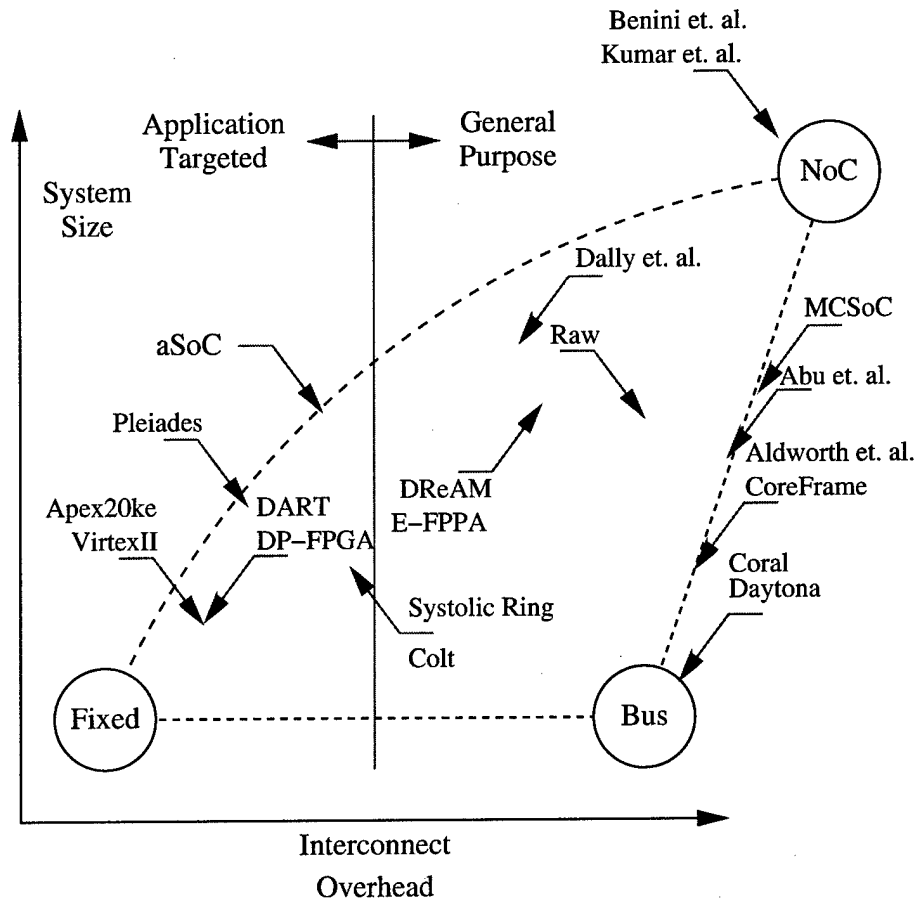 Benini et. al.
Kumar et. al.
Application
Targeted
General
Purpose
NoC
System
Size
Dally et. al.
MCSoC
Raw
aSoC
Abu et. al.
Pleiades
Aldworth et. al.
CoreFrame
DReAM
E-FPPA
Apex20ke
VirtexII
DART
DP-FPGA
Coral
Daytona
Systolic Ring
Colt
Fixed
Bus
Interconnect
Overhead